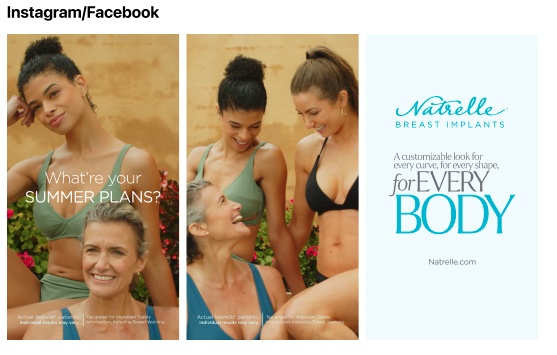 Instagram/Facebook
What're your
SUMMER PLANS?
Actual Natrelle® patients.
Individual results may vary.
Tap ahead for Important Safety
Information, including Boxed Warning.
Actual Natrelle® patients.
Individual results may vary.
Tap ahead for Important Safety
Information, including Boxed Warning.
Natrelle
BREAST IMPLANTS
A customizable look for
every curve, for every shape,
for EVERY
BODY
Natrelle.com